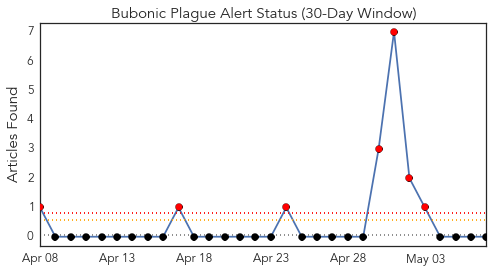 Bubonic Plague Alert Status (30-Day Window)
Articles Found
7
6
5
4
3
2
1
0
Apr 08 Apr 13 Apr 18 Apr 23 Apr 28 May 03